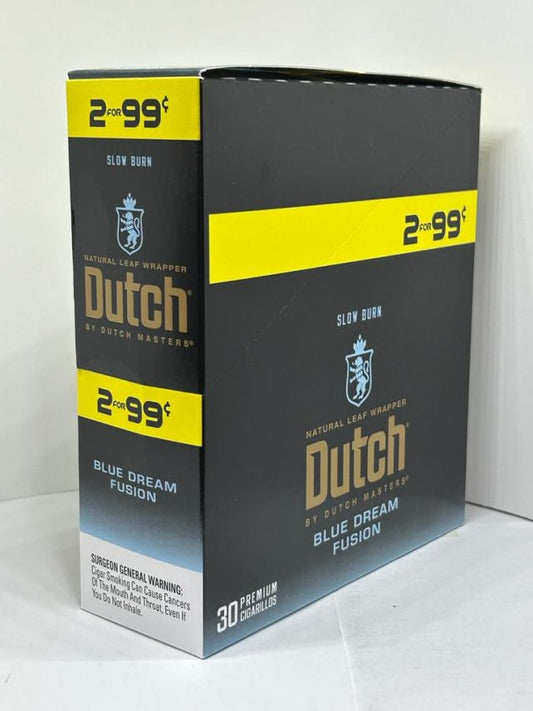 2 FOR 99¢
SLOW BURN
NATURAL LEAF WRAPPER
Dutch®
BY DUTCH MASTERS®
2 FOR 99¢
BLUE DREAM
FUSION
SURGEON GENERAL WARNING:
Cigar Smoking Can Cause Cancers
Of The Mouth And Throat, Even If
You Do Not Inhale.
2 FOR 99¢
SLOW BURN
NATURAL LEAF WRAPPER
Dutch®
BY DUTCH MASTERS®
BLUE DREAM
FUSION
30 PREMIUM
CIGARILLOS